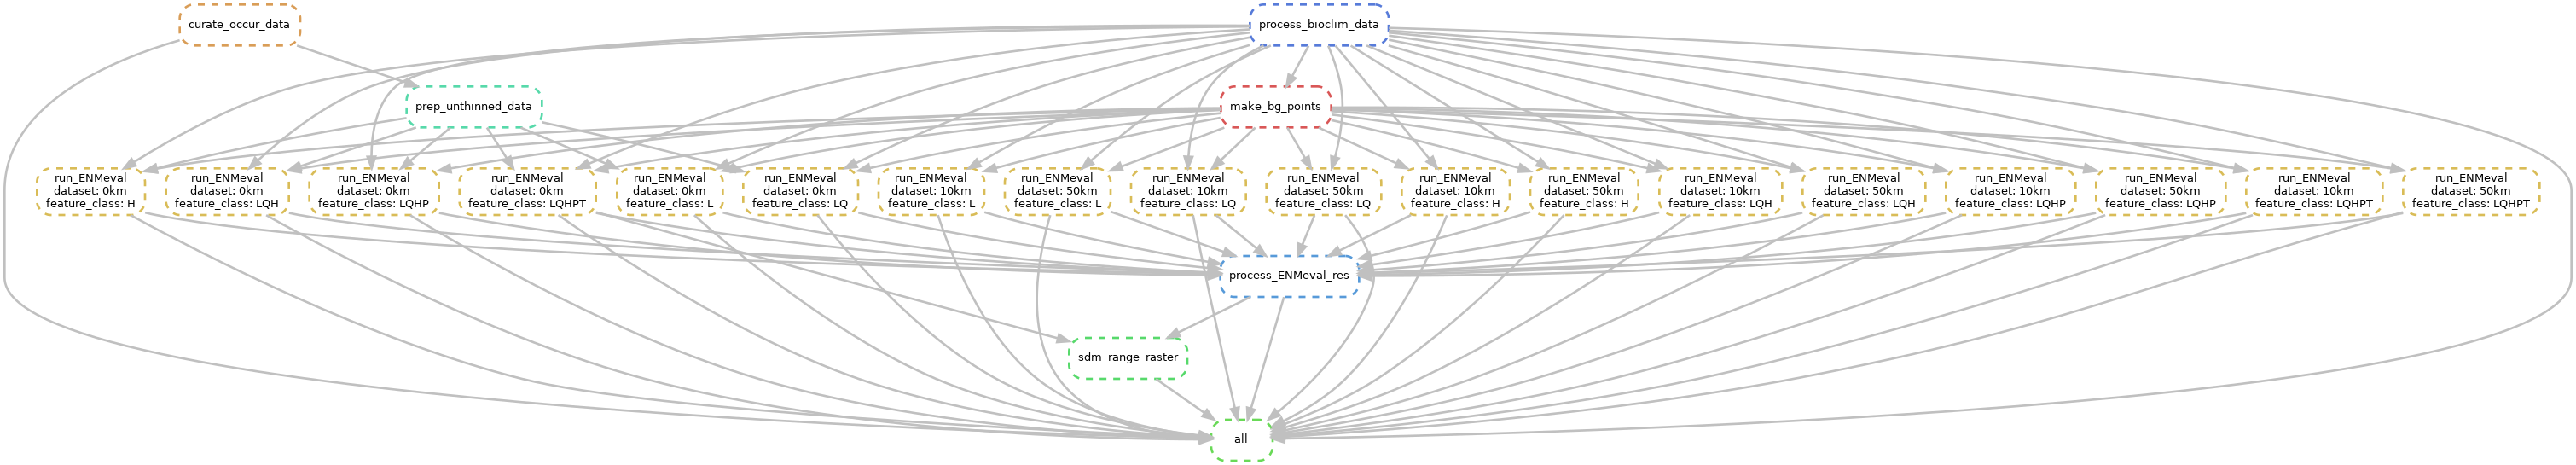 curate_occur_data
process_bioclim_data
prep_unthinned_data
make_bg_points
run_ENMeval
dataset: 0km
feature_class: H
run_ENMeval
dataset: 0km
feature_class: LQH
run_ENMeval
dataset: 0km
feature_class: LQHP
run_ENMeval
dataset: 0km
feature_class: LQHPT
run_ENMeval
dataset: 0km
feature_class: L
run_ENMeval
dataset: 0km
feature_class: LQ
run_ENMeval
dataset: 10km
feature_class: L
run_ENMeval
dataset: 50km
feature_class: L
run_ENMeval
dataset: 10km
feature_class: LQ
run_ENMeval
dataset: 50km
feature_class: LQ
run_ENMeval
dataset: 10km
feature_class: H
run_ENMeval
dataset: 50km
feature_class: H
run_ENMeval
dataset: 10km
feature_class: LQH
run_ENMeval
dataset: 50km
feature_class: LQH
run_ENMeval
dataset: 10km
feature_class: LQHP
run_ENMeval
dataset: 50km
feature_class: LQHP
run_ENMeval
dataset: 10km
feature_class: LQHPT
run_ENMeval
dataset: 50km
feature_class: LQHPT
process_ENMeval_res
sdm_range_raster
all